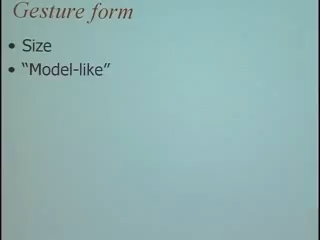 Gesture form
• Size
• “Model-like”